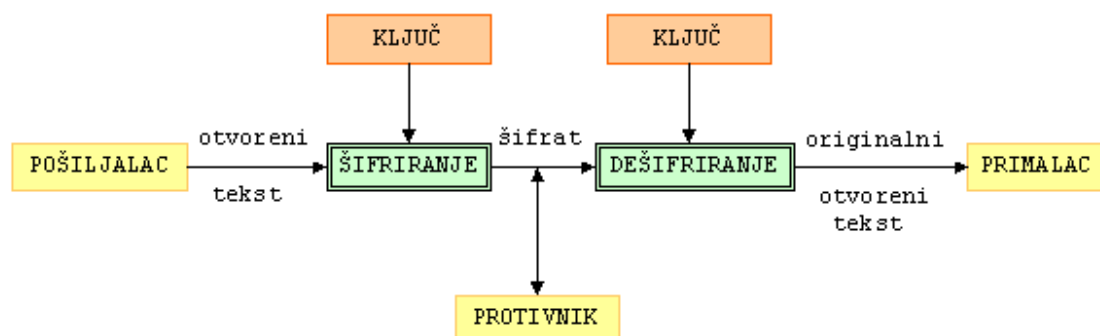 KLJUČ
KLJUČ
otvoreni
šifrat
originalni
POŠILJALAC
ŠIFRIRANJE
DEŠIFRIRANJE
PRIMALAC
tekst
otvoreni
tekst
PROTIVNIK